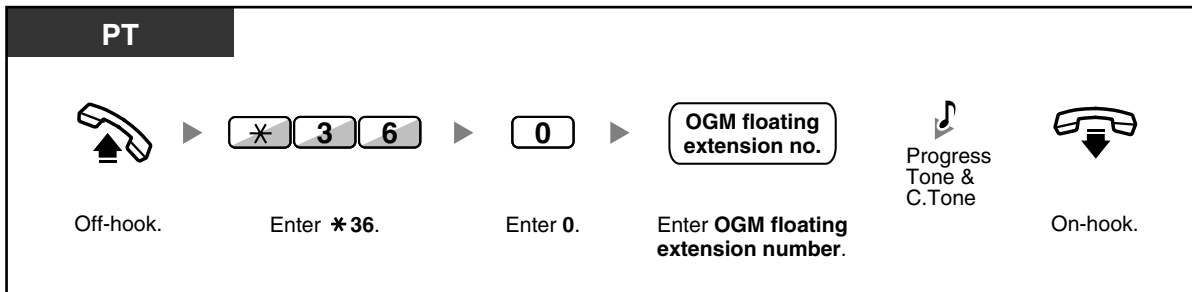 PT
* 3 6
0
OGM floating
extension no.
Progress
Tone &
C.Tone
Off-hook.
Enter *36.
Enter 0.
Enter OGM floating
extension number.
On-hook.